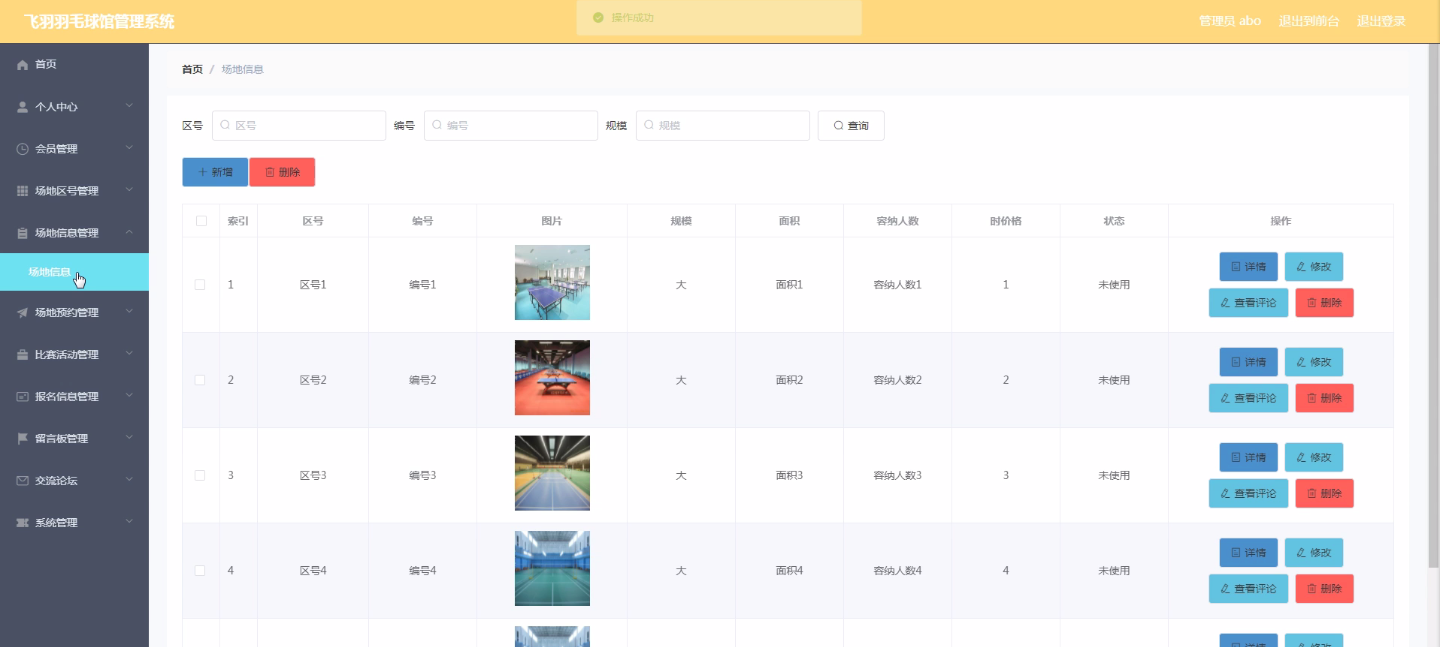 飞羽羽毛球馆管理系统
操作成功
管理员 abo 退出到前台 退出登录
首页
个人中心
会员管理
场地区号管理
场地信息管理
场地信息
场地预约管理
比赛活动管理
报名信息管理
留言板管理
交流论坛
系统管理
首页 / 场地信息
区号 区号 编号 编号 规模 规模 查询
新增 删除
索引 区号 编号 图片 规模 面积 容纳人数 时价格 状态 操作
1 区号1 编号1 大 面积1 容纳人数1 1 未使用 详情 修改
查看评论 删除
2 区号2 编号2 大 面积2 容纳人数2 2 未使用 详情 修改
查看评论 删除
3 区号3 编号3 大 面积3 容纳人数3 3 未使用 详情 修改
查看评论 删除
4 区号4 编号4 大 面积4 容纳人数4 4 未使用 详情 修改
查看评论 删除